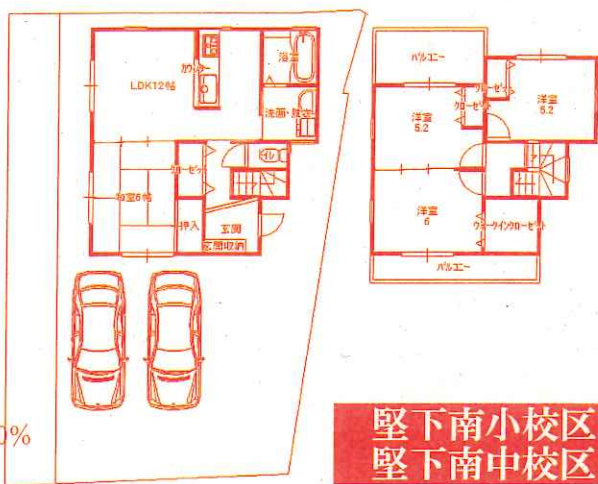 浴室
カウンター
LDK12帖
洗面・脱衣
トイレ
クローゼット
和室6帖
押入
玄関
玄関収納
バルコニー
クローゼット
クローゼット
洋室
5.2
洋室
5.2
洋室
6
ウォークインクローゼット
バルコニー
0%
堅下南小校区
堅下南中校区